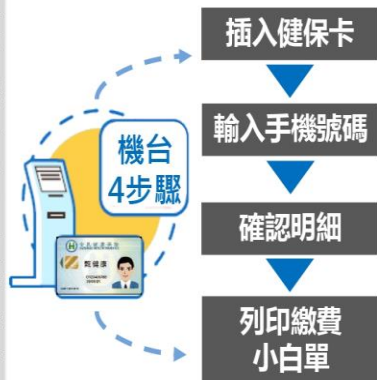 插入健保卡
輸入手機號碼
機台
4步驟
確認明細
列印繳費
小白單